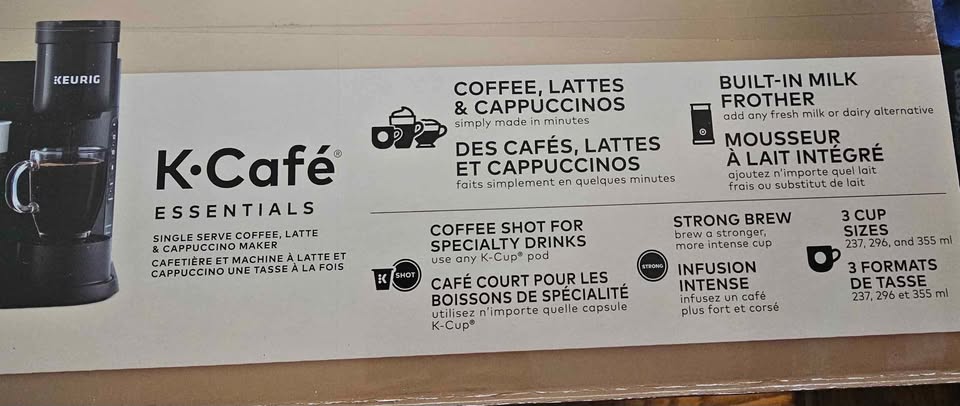 KEURIG
K•Café®
ESSENTIALS
SINGLE SERVE COFFEE, LATTE
& CAPPUCCINO MAKER
CAFETIÈRE ET MACHINE À LATTE ET
CAPPUCCINO UNE TASSE À LA FOIS
COFFEE, LATTES
& CAPPUCCINOS
simply made in minutes
DES CAFÉS, LATTES
ET CAPPUCCINOS
faits simplement en quelques minutes
BUILT-IN MILK
FROTHER
add any fresh milk or dairy alternative
MOUSSEUR
À LAIT INTÉGRÉ
ajoutez n'importe quel lait
frais ou substitut de lait
COFFEE SHOT FOR
SPECIALTY DRINKS
use any K-Cup® pod
K SHOT
CAFÉ COURT POUR LES
BOISSONS DE SPÉCIALITÉ
utilisez n'importe quelle capsule
K-Cup®
STRONG BREW
brew a stronger,
more intense cup
STRONG
INFUSION
INTENSE
infusez un café
plus fort et corsé
3 CUP
SIZES
237, 296, and 355 ml
3 FORMATS
DE TASSE
237, 296 et 355 ml